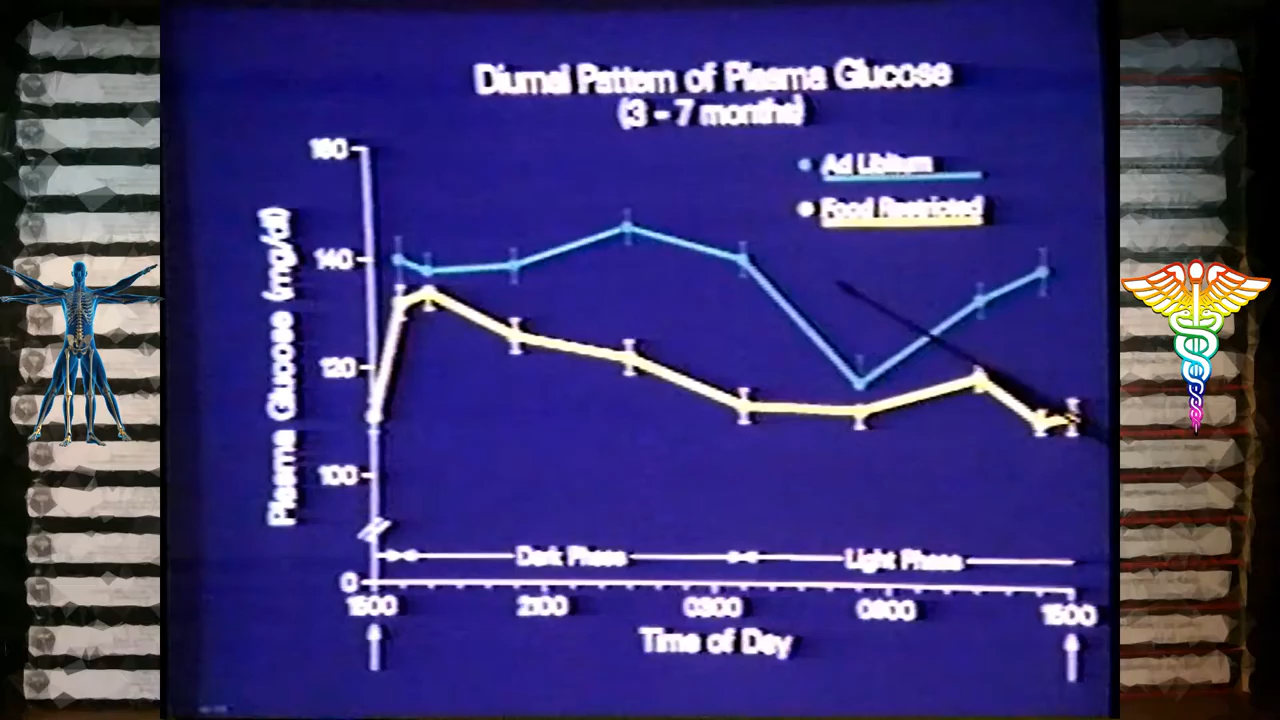 Diurnal Pattern of Plasma Glucose
(3 - 7 months)
Ad Libitum
Food Restricted
Plasma Glucose (mg/dl)
160
140
120
100
0
Dark Phase
Light Phase
1500
2100
0300
0900
1500
Time of Day